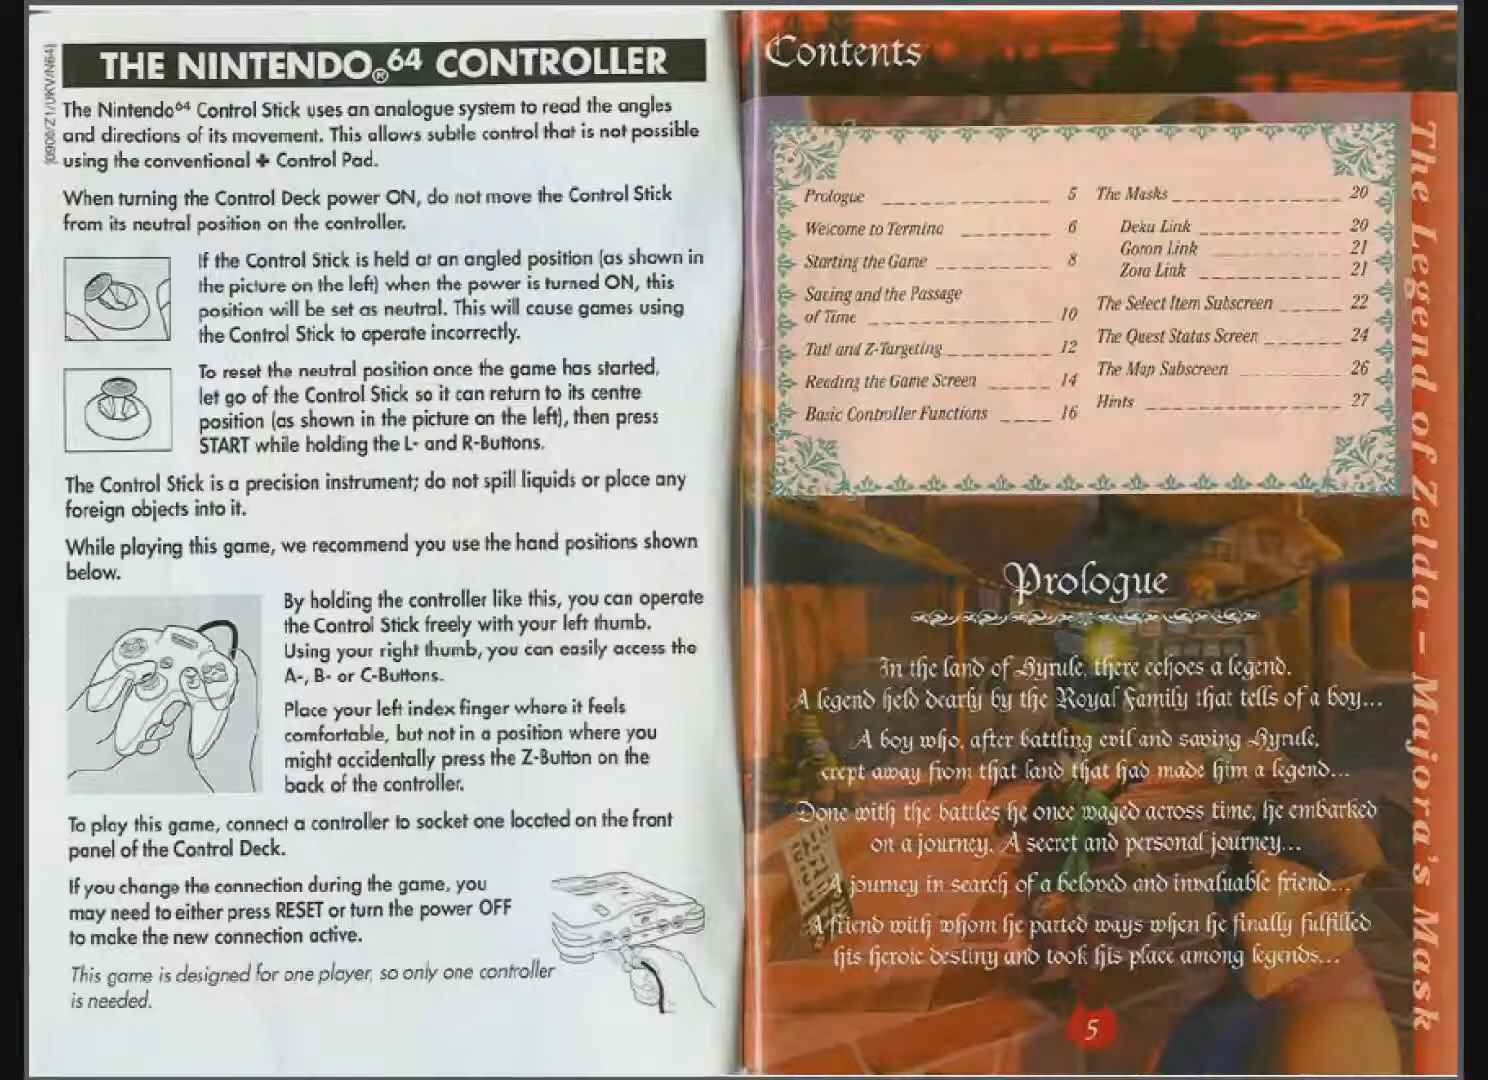 THE NINTENDO®64 CONTROLLER
[0900/Z1/UKV/N64]
The Nintendo64 Control Stick uses an analogue system to read the angles
and directions of its movement. This allows subtle control that is not possible
using the conventional ✚ Control Pad.
When turning the Control Deck power ON, do not move the Control Stick
from its neutral position on the controller.
If the Control Stick is held at an angled position (as shown in
the picture on the left) when the power is turned ON, this
position will be set as neutral. This will cause games using
the Control Stick to operate incorrectly.
To reset the neutral position once the game has started,
let go of the Control Stick so it can return to its centre
position (as shown in the picture on the left), then press
START while holding the L- and R-Buttons.
The Control Stick is a precision instrument; do not spill liquids or place any
foreign objects into it.
While playing this game, we recommend you use the hand positions shown
below.
By holding the controller like this, you can operate
the Control Stick freely with your left thumb.
Using your right thumb, you can easily access the
A-, B- or C-Buttons.
Place your left index finger where it feels
comfortable, but not in a position where you
might accidentally press the Z-Button on the
back of the controller.
To play this game, connect a controller to socket one located on the front
panel of the Control Deck.
If you change the connection during the game, you
may need to either press RESET or turn the power OFF
to make the new connection active.
This game is designed for one player, so only one controller
is needed.
Contents
Prologue 5
Welcome to Termina 6
Starting the Game 8
Saving and the Passage
of Time 10
Tatl and Z-Targeting 12
Reading the Game Screen 14
Basic Controller Functions 16
The Masks 20
Deku Link 20
Goron Link 21
Zora Link 21
The Select Item Subscreen 22
The Quest Status Screen 24
The Map Subscreen 26
Hints 27
Prologue
In the land of Hyrule, there echoes a legend.
A legend held dearly by the Royal Family that tells of a boy...
A boy who, after battling evil and saving Hyrule,
crept away from that land that had made him a legend...
Done with the battles he once waged across time, he embarked
on a journey. A secret and personal journey...
A journey in search of a beloved and invaluable friend...
A friend with whom he parted ways when he finally fulfilled
his heroic destiny and took his place among legends...
5
The Legend of Zelda – Majora's Mask